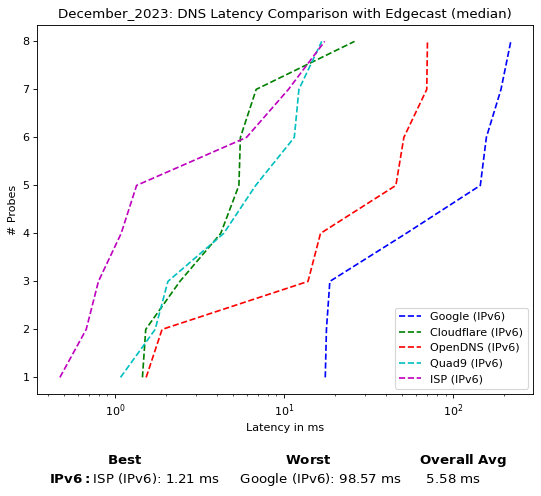 December_2023: DNS Latency Comparison with Edgecast (median)
8
7
6
5
4
3
2
1
# Probes
10⁰ 10¹ 10²
Latency in ms
Google (IPv6)
Cloudflare (IPv6)
OpenDNS (IPv6)
Quad9 (IPv6)
ISP (IPv6)
Best Worst Overall Avg
IPv6: ISP (IPv6): 1.21 ms Google (IPv6): 98.57 ms 5.58 ms